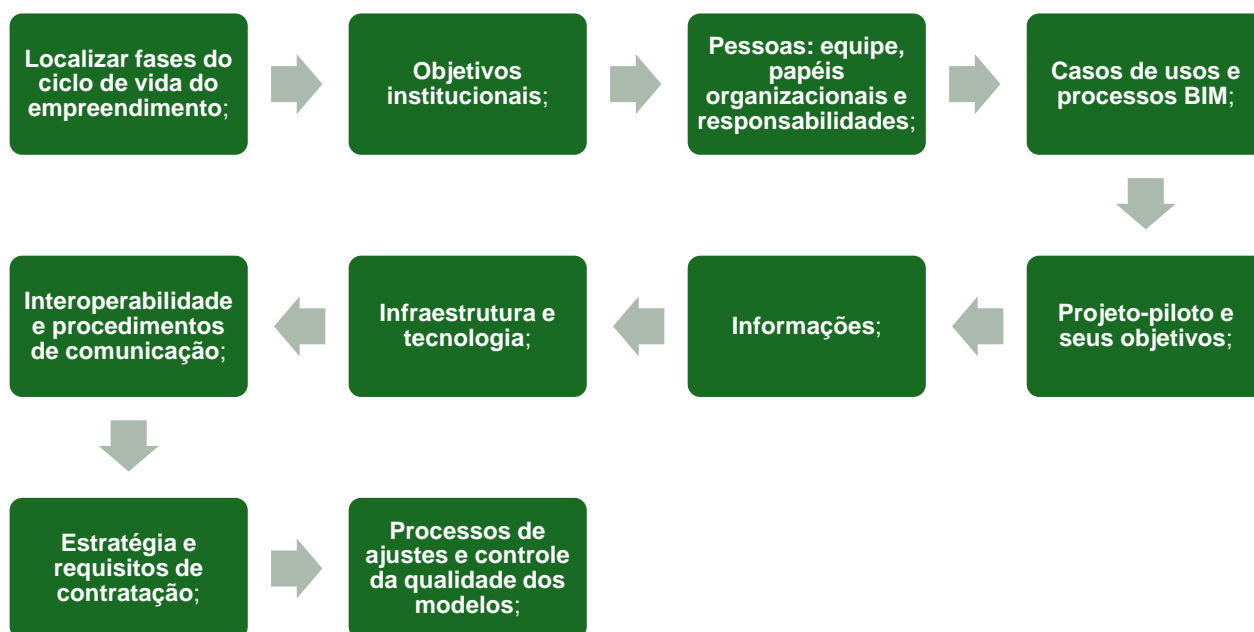 Localizar fases do
ciclo de vida do
empreendimento;
Objetivos
institucionais;
Pessoas: equipe,
papéis
organizacionais e
responsabilidades;
Casos de usos e
processos BIM;
Projeto-piloto e
seus objetivos;
Informações;
Infraestrutura e
tecnologia;
Interoperabilidade
e procedimentos
de comunicação;
Estratégia e
requisitos de
contratação;
Processos de
ajustes e controle
da qualidade dos
modelos;